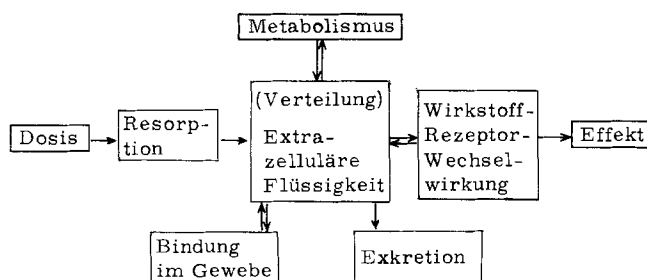 Metabolismus
(Verteilung)
Extra-
zelluläre
Flüssigkeit
Dosis
Resorp-
tion
Wirkstoff-
Rezeptor-
Wechsel-
wirkung
Effekt
Bindung
im Gewebe
Exkretion